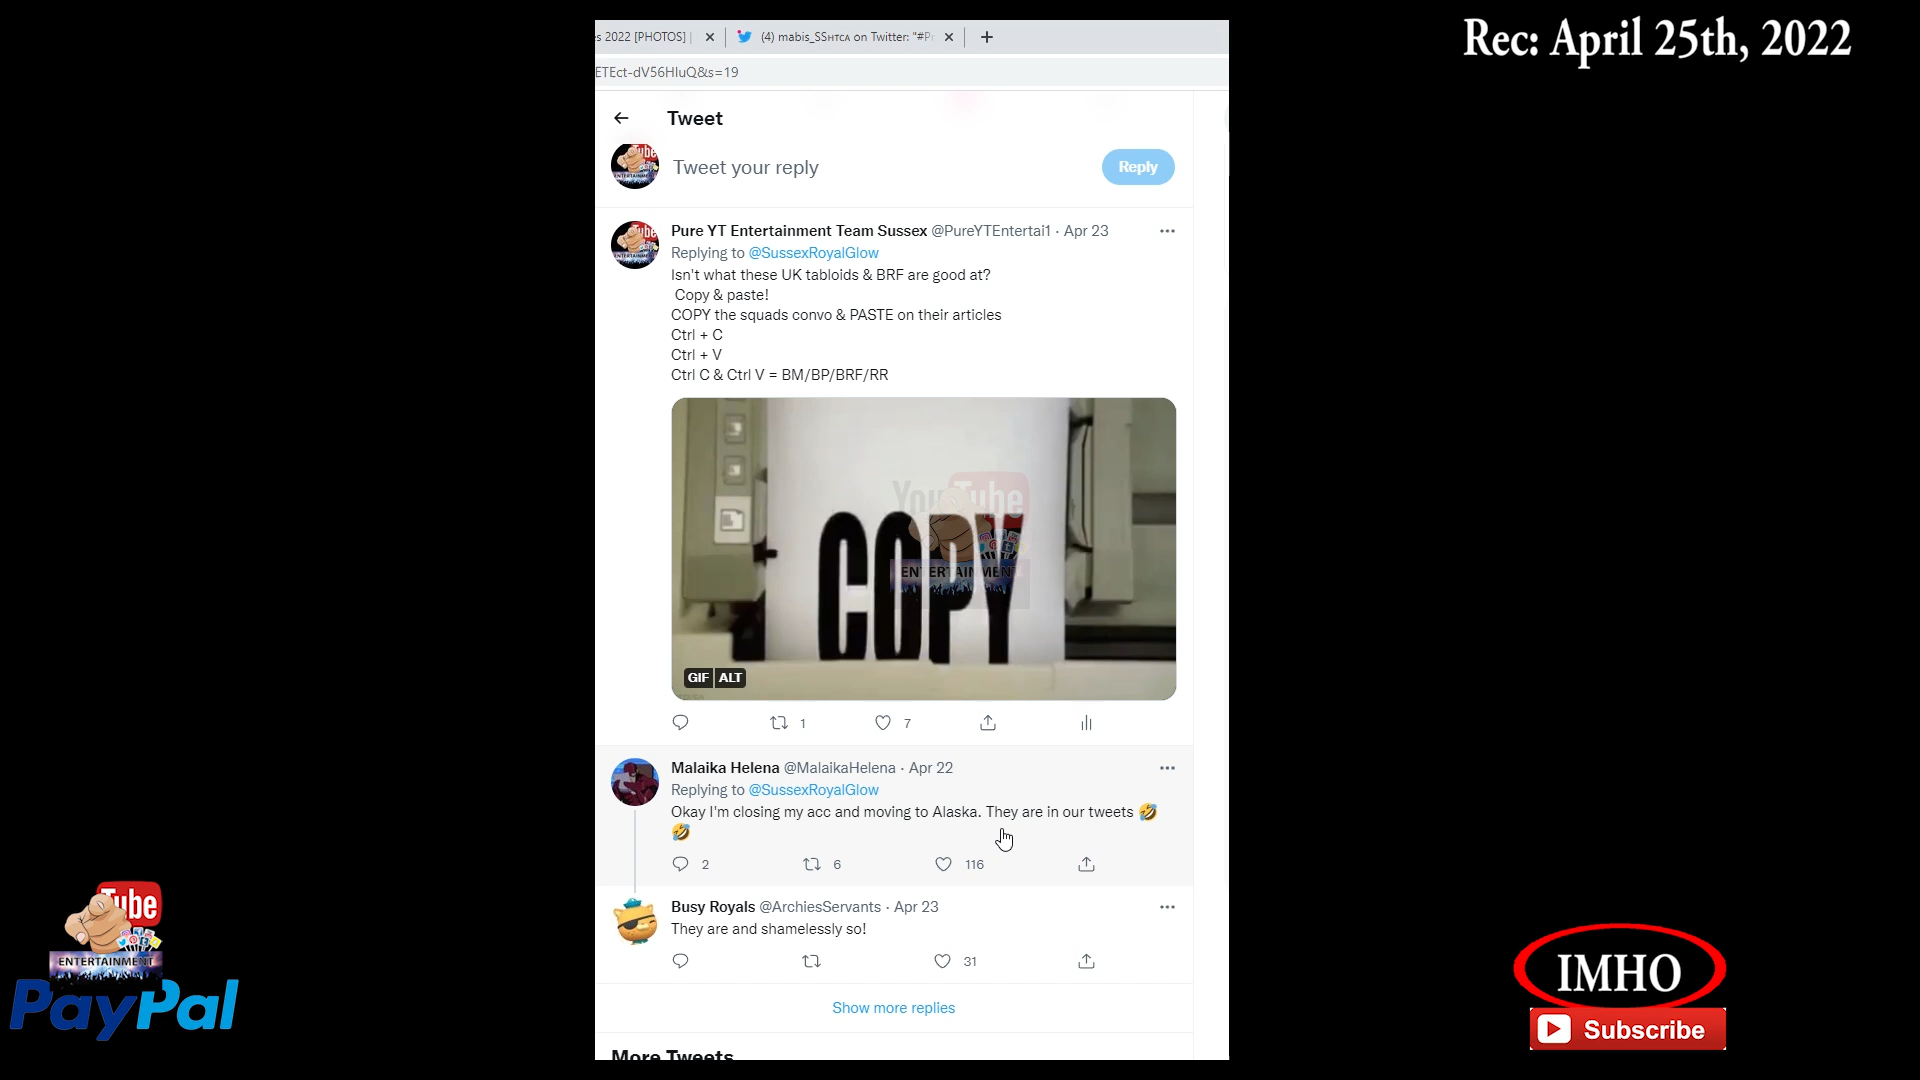 Rec: April 25th, 2022
s 2022 [PHOTOS] |
(4) mabis_SSHTCA on Twitter: "#Pr
ETEct-dV56HIuQ&s=19
Tweet
Tweet your reply
Reply
Pure YT Entertainment Team Sussex @PureYTEntertai1 · Apr 23
Replying to @SussexRoyalGlow
Isn't what these UK tabloids & BRF are good at?
Copy & paste!
COPY the squads convo & PASTE on their articles
Ctrl + C
Ctrl + V
Ctrl C & Ctrl V = BM/BP/BRF/RR
YouTube
COPY
ENTERTAINMENT
GIF ALT
1 7
Malaika Helena @MalaikaHelena · Apr 22
Replying to @SussexRoyalGlow
Okay I'm closing my acc and moving to Alaska. They are in our tweets 🤣
🤣
2 6 116
Busy Royals @ArchiesServants · Apr 23
They are and shamelessly so!
31
Show more replies
More Tweets
Tube
ENTERTAINMENT
PayPal
IMHO
Subscribe